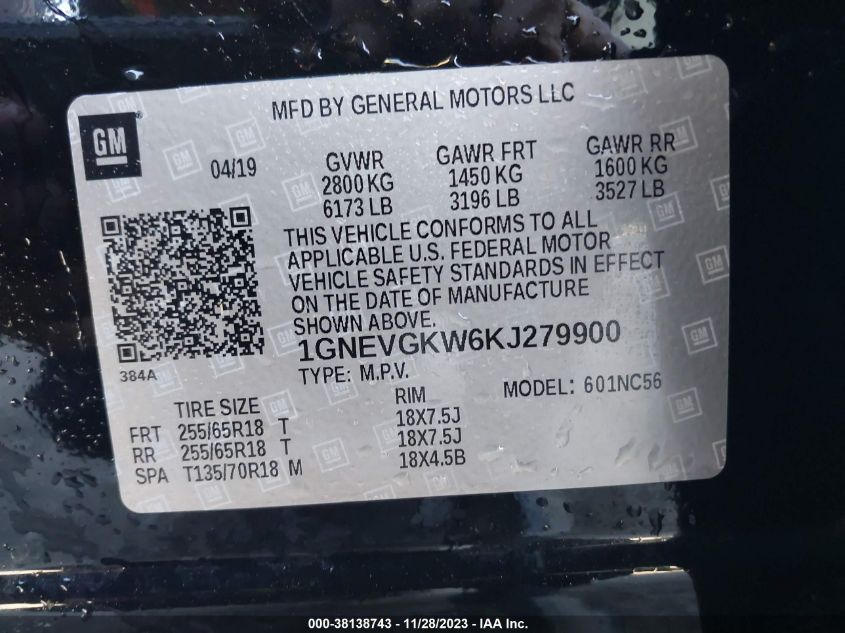 MFD BY GENERAL MOTORS LLC
GM
04/19
GVWR GAWR FRT GAWR RR
2800 KG 1450 KG 1600 KG
6173 LB 3196 LB 3527 LB
THIS VEHICLE CONFORMS TO ALL
APPLICABLE U.S. FEDERAL MOTOR
VEHICLE SAFETY STANDARDS IN EFFECT
ON THE DATE OF MANUFACTURE
SHOWN ABOVE.
1GNEVGKW6KJ279900
384A
TYPE: M.P.V.
MODEL: 601NC56
TIRE SIZE RIM
FRT 255/65R18 T 18X7.5J
RR 255/65R18 T 18X7.5J
SPA T135/70R18 M 18X4.5B
000-38138743 - 11/28/2023 - IAA Inc.